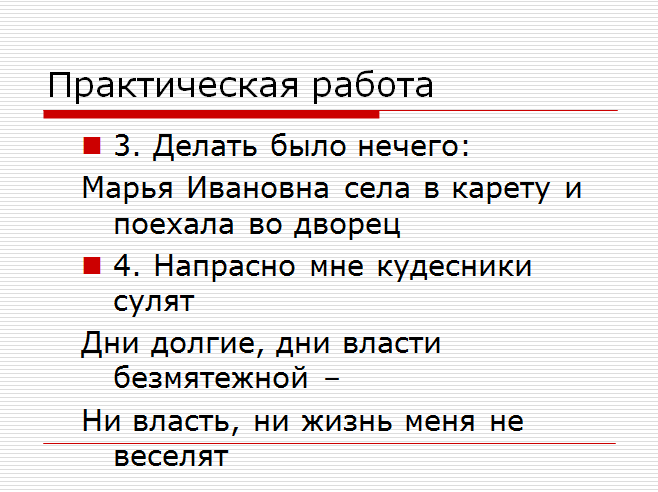 Практическая работа
3. Делать было нечего:
Марья Ивановна села в карету и
поехала во дворец
4. Напрасно мне кудесники
сулят
Дни долгие, дни власти
безмятежной –
Ни власть, ни жизнь меня не
веселят